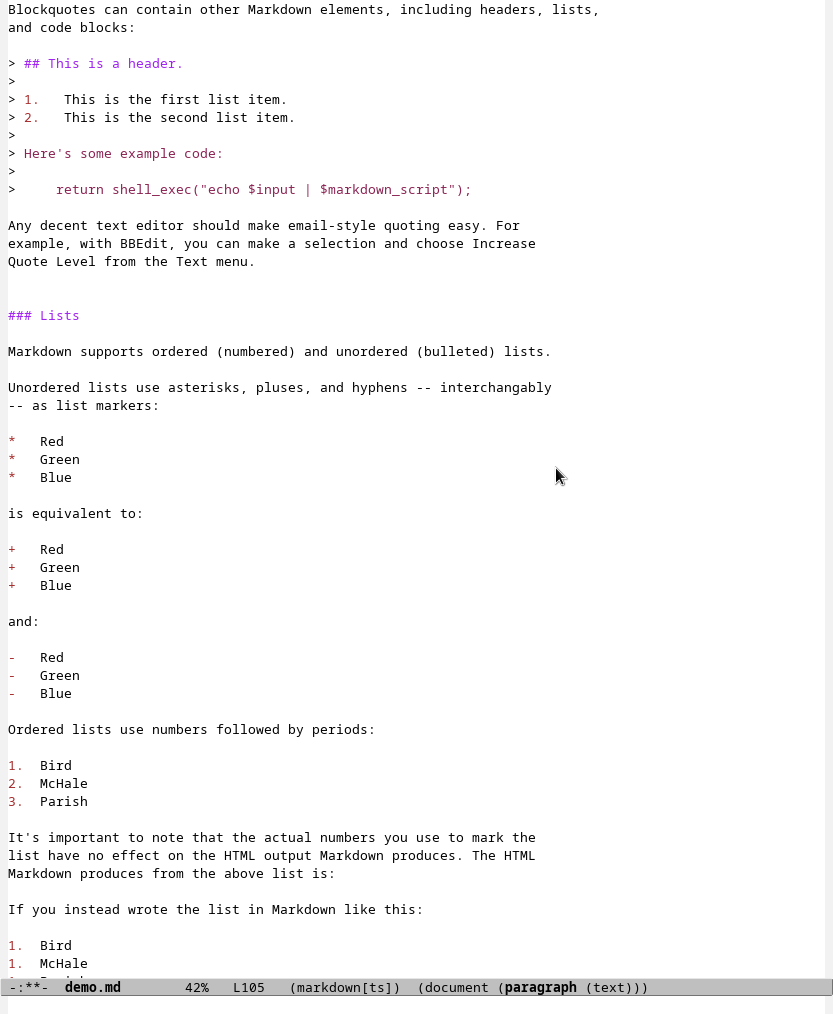 Blockquotes can contain other Markdown elements, including headers, lists,
and code blocks:
> ## This is a header.
>
> 1.   This is the first list item.
> 2.   This is the second list item.
>
> Here's some example code:
>
>     return shell_exec("echo $input | $markdown_script");
Any decent text editor should make email-style quoting easy. For
example, with BBEdit, you can make a selection and choose Increase
Quote Level from the Text menu.
### Lists
Markdown supports ordered (numbered) and unordered (bulleted) lists.
Unordered lists use asterisks, pluses, and hyphens -- interchangably
-- as list markers:
*   Red
*   Green
*   Blue
is equivalent to:
+   Red
+   Green
+   Blue
and:
-   Red
-   Green
-   Blue
Ordered lists use numbers followed by periods:
1.  Bird
2.  McHale
3.  Parish
It's important to note that the actual numbers you use to mark the
list have no effect on the HTML output Markdown produces. The HTML
Markdown produces from the above list is:
If you instead wrote the list in Markdown like this:
1.  Bird
1.  McHale
-:**-  demo.md        42%   L105   (markdown[ts])  (document (paragraph (text)))